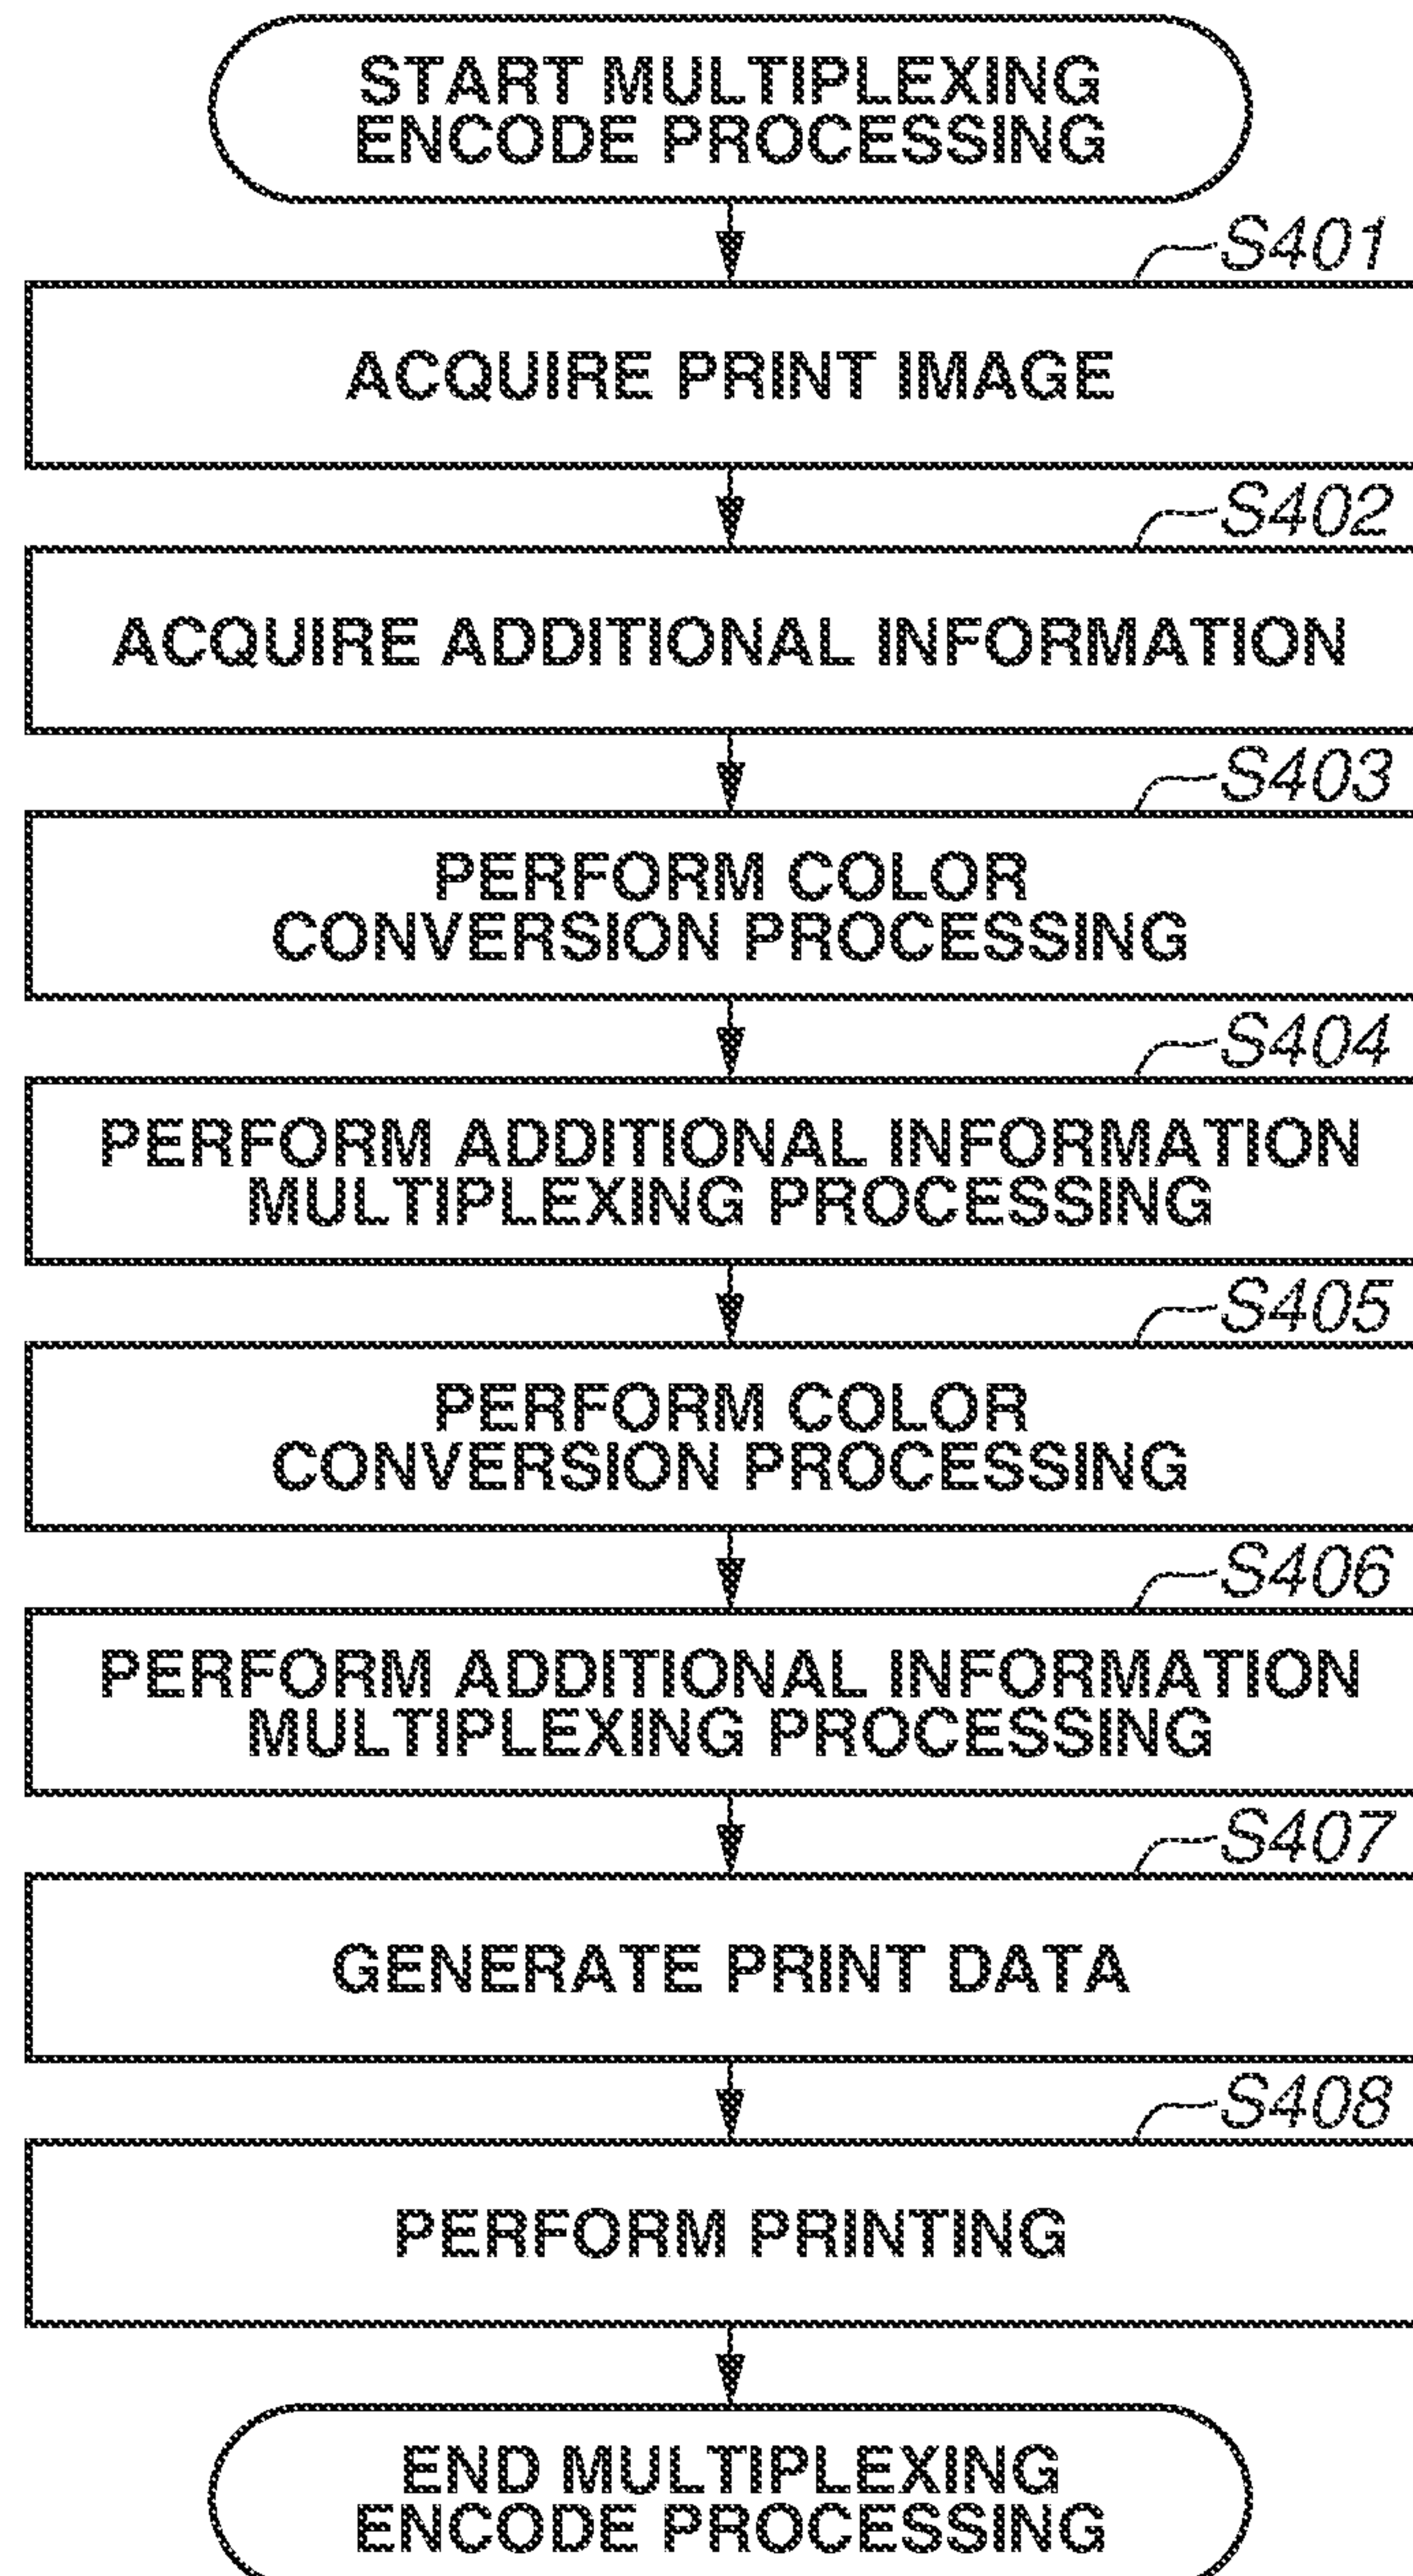 START MULTIPLEXING
ENCODE PROCESSING
S401
ACQUIRE PRINT IMAGE
S402
ACQUIRE ADDITIONAL INFORMATION
S403
PERFORM COLOR
CONVERSION PROCESSING
S404
PERFORM ADDITIONAL INFORMATION
MULTIPLEXING PROCESSING
S405
PERFORM COLOR
CONVERSION PROCESSING
S406
PERFORM ADDITIONAL INFORMATION
MULTIPLEXING PROCESSING
S407
GENERATE PRINT DATA
S408
PERFORM PRINTING
END MULTIPLEXING
ENCODE PROCESSING